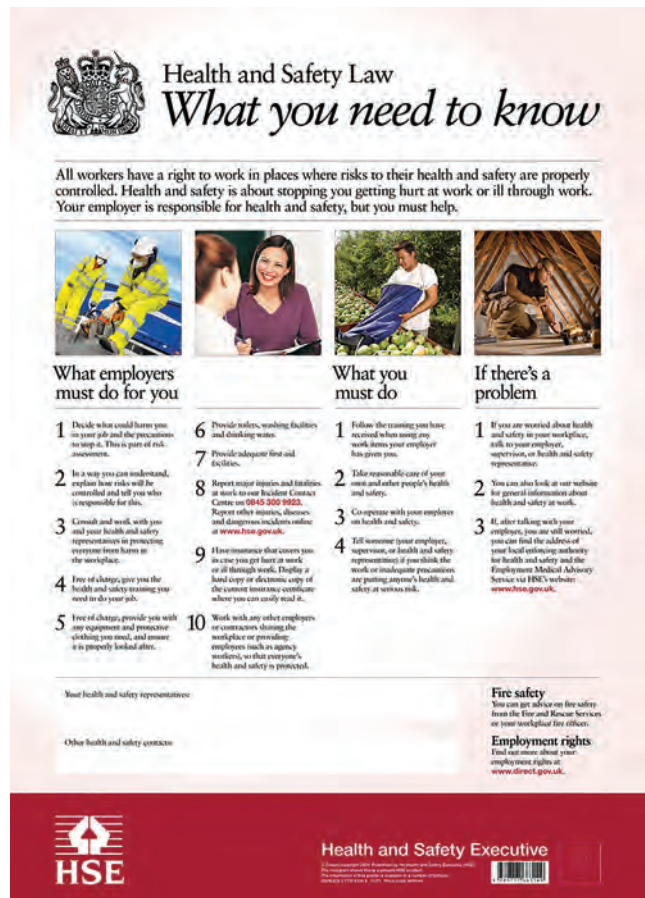 Health and Safety Law
What you need to know
All workers have a right to work in places where risks to their health and safety are properly
controlled. Health and safety is about stopping you getting hurt at work or ill through work.
Your employer is responsible for health and safety, but you must help.
What employers
must do for you
1 Decide what could harm you
in your job and the precautions
to stop it. This is part of risk
assessment.
2 In a way you can understand,
explain how risks will be
controlled and tell you who
is responsible for this.
3 Consult and work with you
and your health and safety
representatives in protecting
everyone from harm in
the workplace.
4 Free of charge, give you the
health and safety training you
need to do your job.
5 Free of charge, provide you with
any equipment and protective
clothing you need, and ensure
it is properly looked after.
6 Provide toilets, washing facilities
and drinking water.
7 Provide adequate first-aid
facilities.
8 Report major injuries and fatalities
at work to our Incident Contact
Centre on 0845 300 9923.
Report other injuries, diseases
and dangerous incidents online
at www.hse.gov.uk.
9 Have insurance that covers you
in case you get hurt at work
or ill through work. Display a
hard copy or electronic copy of
the current insurance certificate
where you can easily read it.
10 Work with any other employers
or contractors sharing the
workplace or providing
employees (such as agency
workers), so that everyone's
health and safety is protected.
What you
must do
1 Follow the training you have
received when using any
work items your employer
has given you.
2 Take reasonable care of your
own and other people's health
and safety.
3 Co-operate with your employer
on health and safety.
4 Tell someone (your employer,
supervisor, or health and safety
representative) if you think the
work or inadequate precautions
are putting anyone's health and
safety at serious risk.
If there's a
problem
1 If you are worried about health
and safety in your workplace,
talk to your employer,
supervisor, or health and safety
representative.
2 You can also look at our website
for general information about
health and safety at work.
3 If, after talking with your
employer, you are still worried,
you can find the address of
your local enforcing authority
for health and safety and the
Employment Medical Advisory
Service via HSE's website:
www.hse.gov.uk.
Your health and safety representatives:
Other health and safety contacts:
Fire safety
You can get advice on fire safety
from the Fire and Rescue Services
or your workplace fire officer.
Employment rights
Find out more about your
employment rights at
www.direct.gov.uk.
HSE
Health and Safety Executive